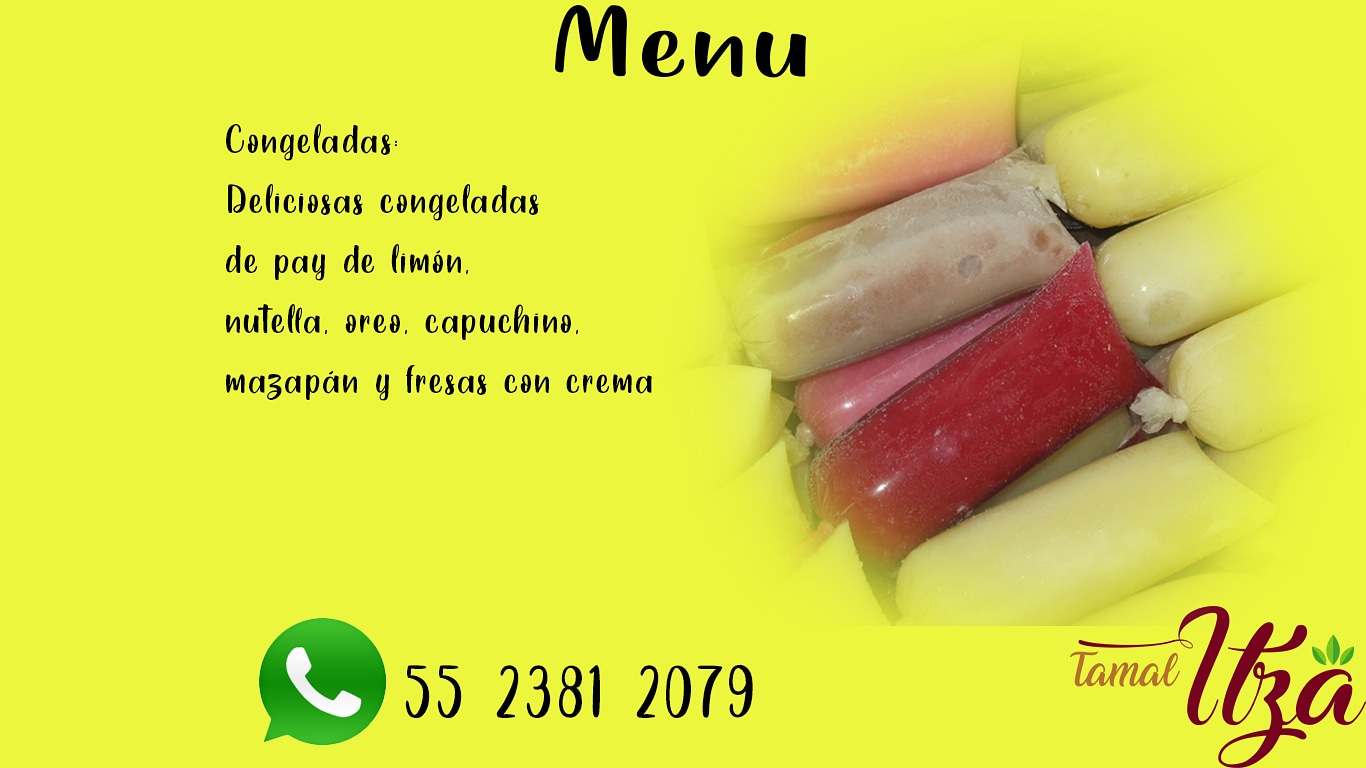 Menu
Congeladas:
Deliciosas congeladas
de pay de limón,
nutella, oreo, capuchino,
mazapán y fresas con crema
55 2381 2079
Tamal Itza